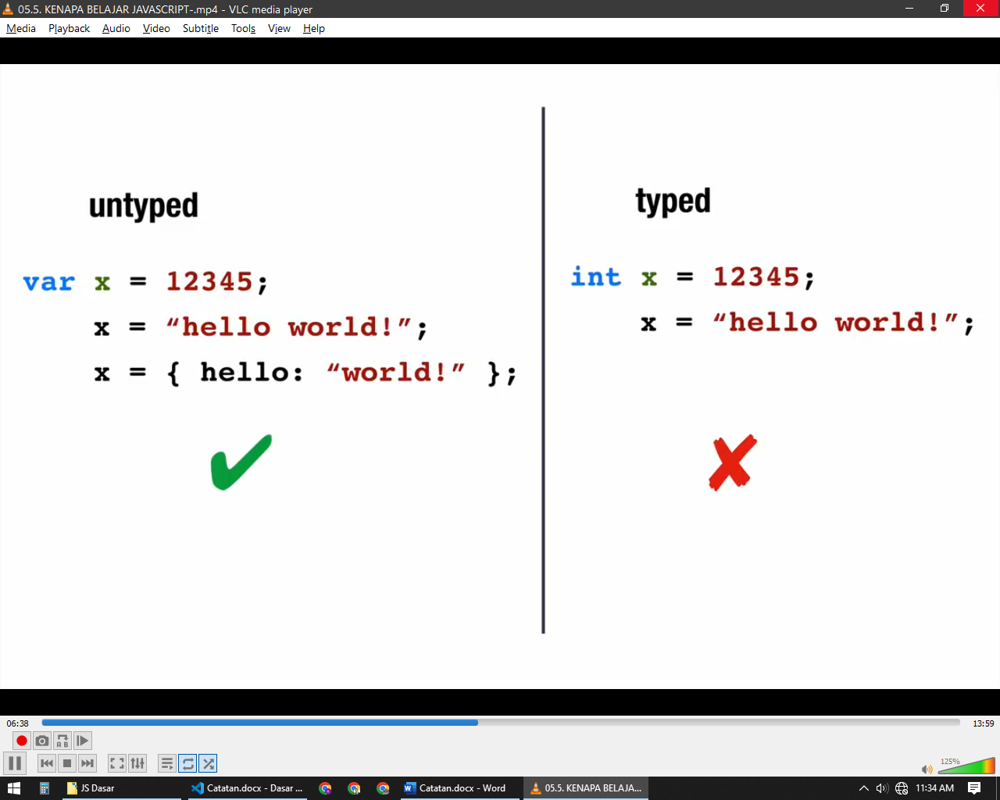 05.5. KENAPA BELAJAR JAVASCRIPT-.mp4 - VLC media player
Media Playback Audio Video Subtitle Tools View Help
untyped
var x = 12345;
x = “hello world!”;
x = { hello: “world!” };
typed
int x = 12345;
x = “hello world!”;
06:38
13:59
A B
125%
JS Dasar
Catatan.docx - Dasar ...
Catatan.docx - Word
05.5. KENAPA BELAJA...
11:34 AM